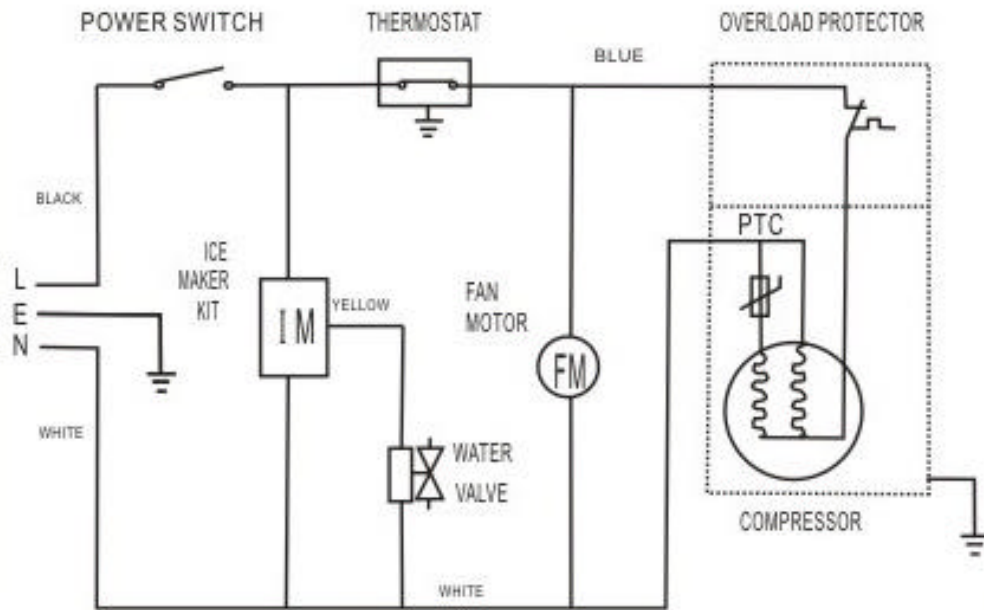 POWER SWITCH
THERMOSTAT
OVERLOAD PROTECTOR
BLUE
BLACK
PTC
L
E
N
ICE
MAKER
KIT
YELLOW
IM
FAN
MOTOR
FM
WHITE
WATER
VALVE
COMPRESSOR
WHITE